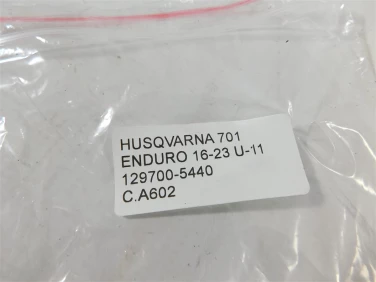 HUSQVARNA 701
ENDURO 16-23 U-11
129700-5440
C.A602